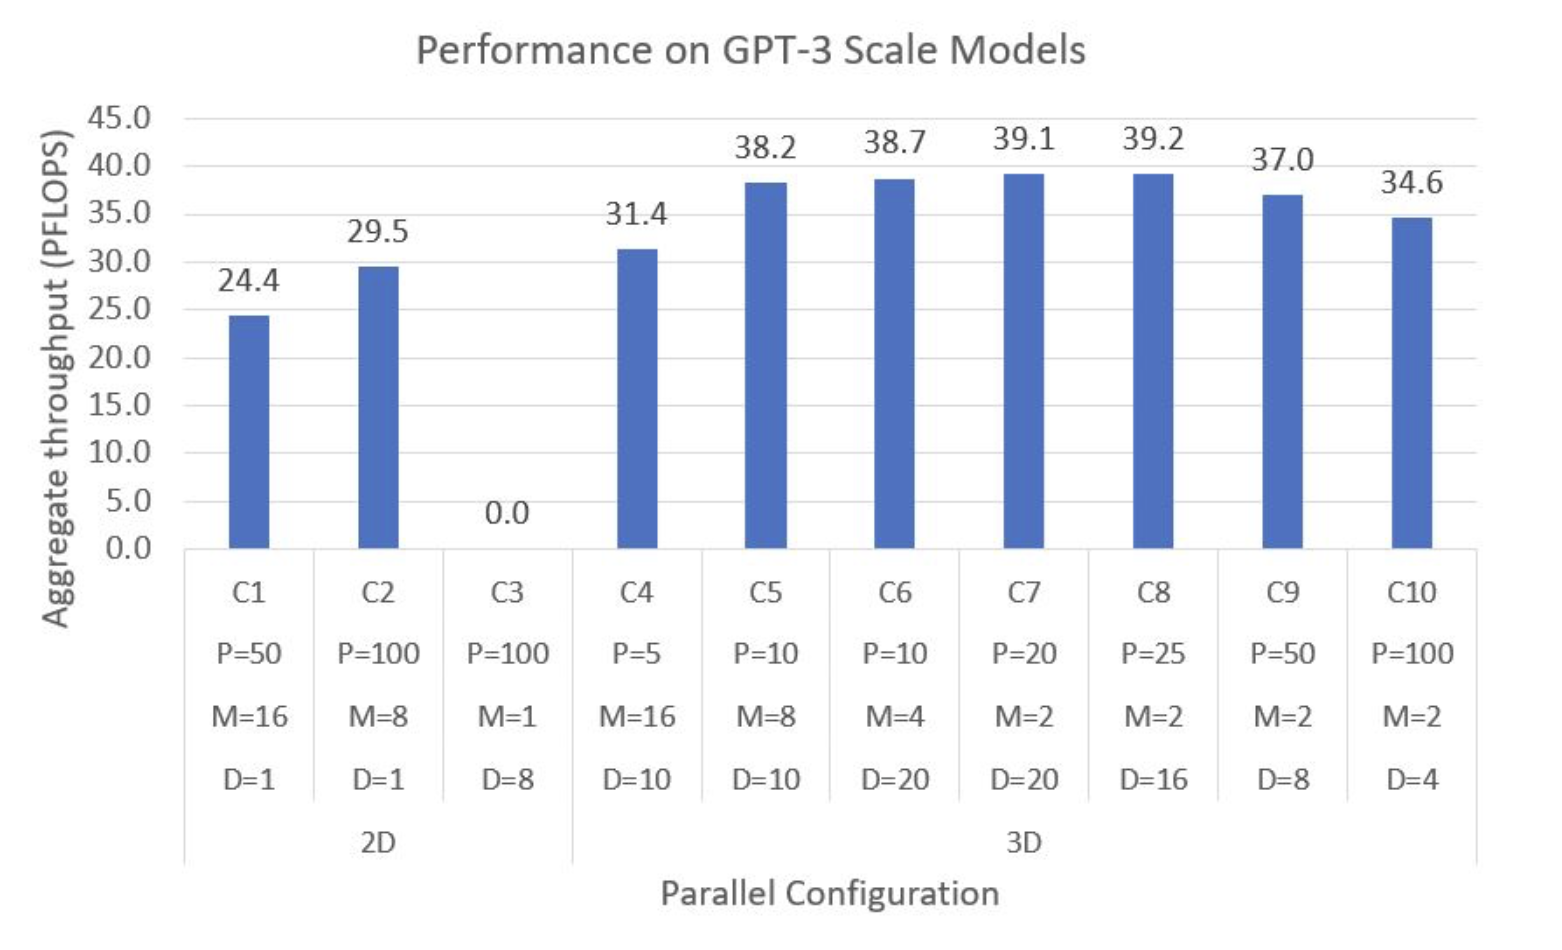 Performance on GPT-3 Scale Models
Aggregate throughput (PFLOPS)
45.0
40.0
35.0
30.0
25.0
20.0
15.0
10.0
5.0
0.0
24.4 29.5 0.0 31.4 38.2 38.7 39.1 39.2 37.0 34.6
C1 C2 C3 C4 C5 C6 C7 C8 C9 C10
P=50 P=100 P=100 P=5 P=10 P=10 P=20 P=25 P=50 P=100
M=16 M=8 M=1 M=16 M=8 M=4 M=2 M=2 M=2 M=2
D=1 D=1 D=8 D=10 D=10 D=20 D=20 D=16 D=8 D=4
2D 3D
Parallel Configuration